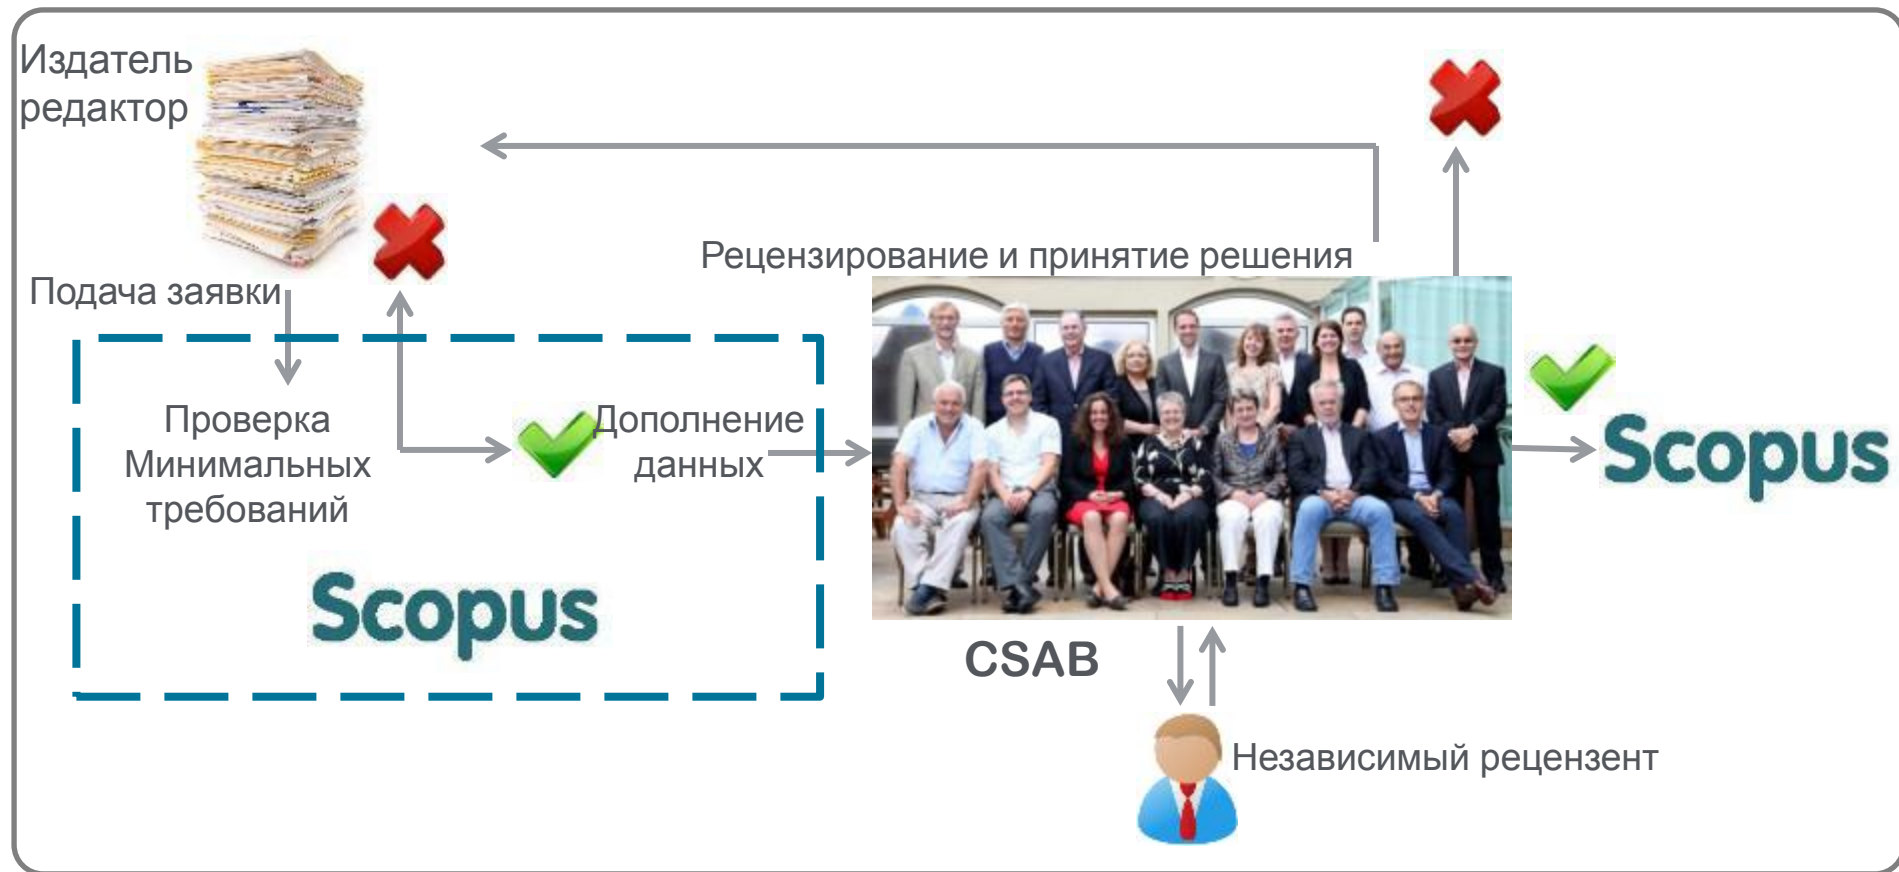 Издатель
редактор
Подача заявки
Рецензирование и принятие решения
Проверка
Минимальных
требований
Дополнение
данных
Scopus
Scopus
CSAB
Независимый рецензент